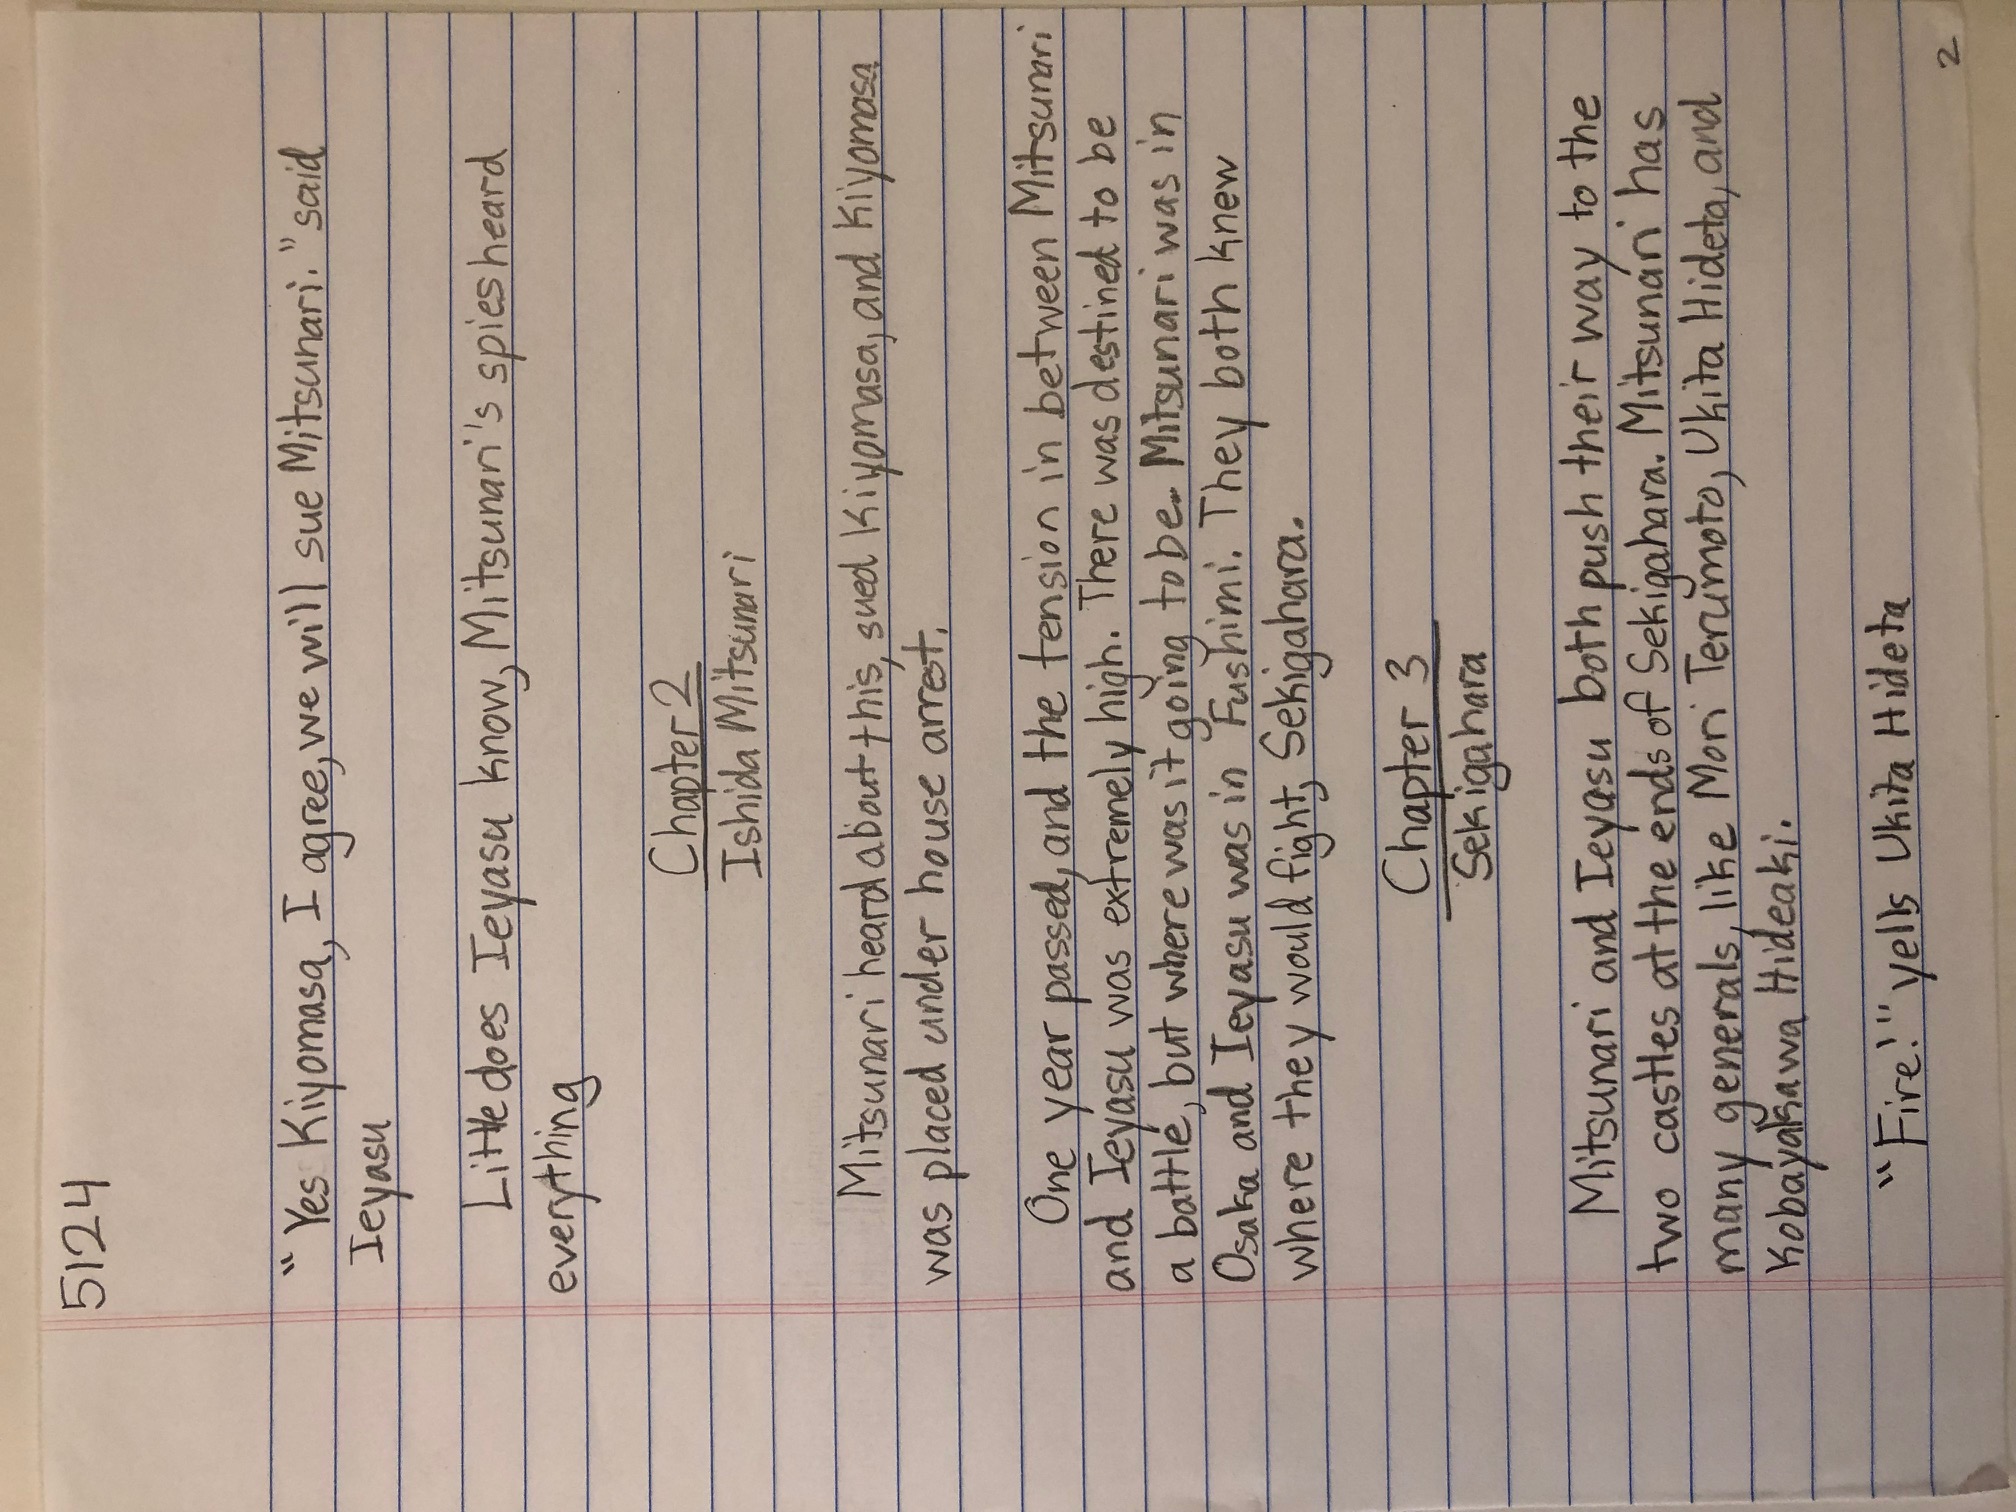 5124
"Yes Kiyomasa, I agree, we will sue Mitsunari." said
Ieyasu
Little does Ieyasu know, Mitsunari's spies heard
everything
Chapter 2
Ishida Mitsunari
Mitsunari heard about this, sued Kiyomasa, and Kiyomasa
was placed under house arrest.
One year passed, and the tension in between Mitsunari
and Ieyasu was extremely high. There was destined to be
a battle, but where was it going to be. Mitsunari was in
Osaka and Ieyasu was in Fushimi. They both knew
where they would fight, Sekigahara.
Chapter 3
Sekigahara
Mitsunari and Ieyasu both push their way to the
two castles at the ends of Sekigahara. Mitsunari has
many generals, like Mori Terumoto, Ukita Hideta, and
Kobayakawa Hideaki.
"Fire!" yells Ukita Hideta
2